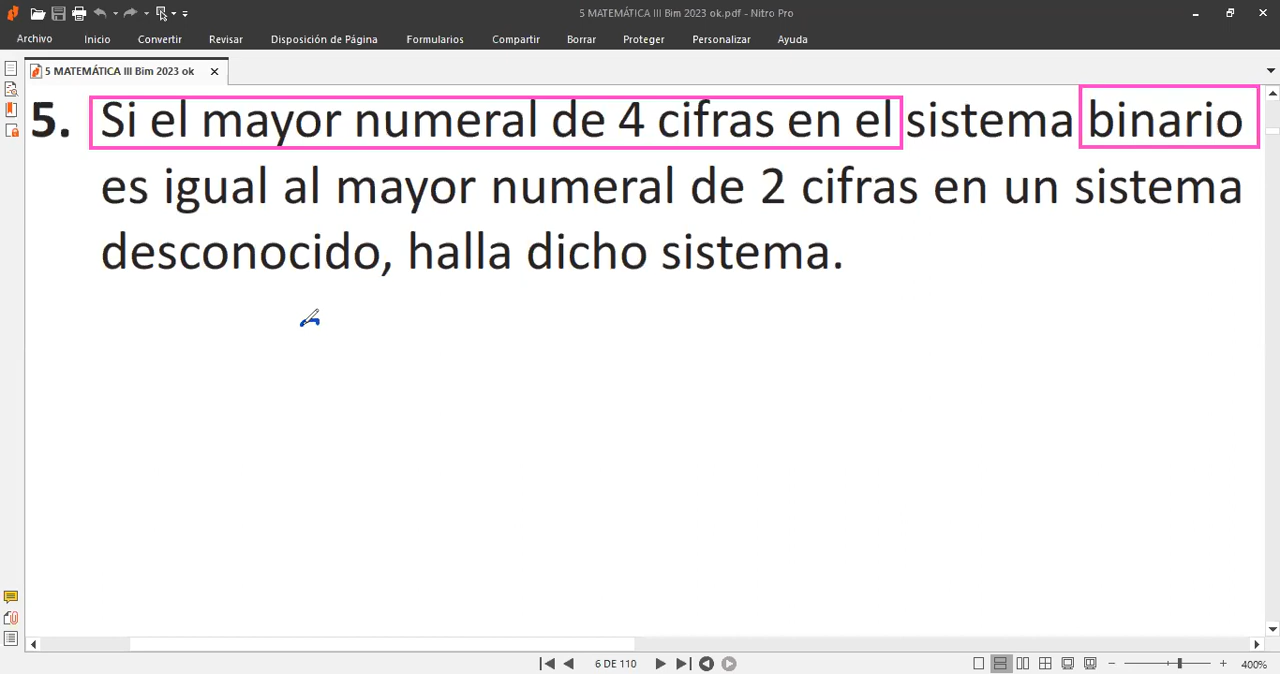 5 MATEMÁTICA III Bim 2023 ok.pdf - Nitro Pro
Archivo Inicio Convertir Revisar Disposición de Página Formularios Compartir Borrar Proteger Personalizar Ayuda
5 MATEMÁTICA III Bim 2023 ok
5. Si el mayor numeral de 4 cifras en el sistema binario
es igual al mayor numeral de 2 cifras en un sistema
desconocido, halla dicho sistema.
6 DE 110
400%